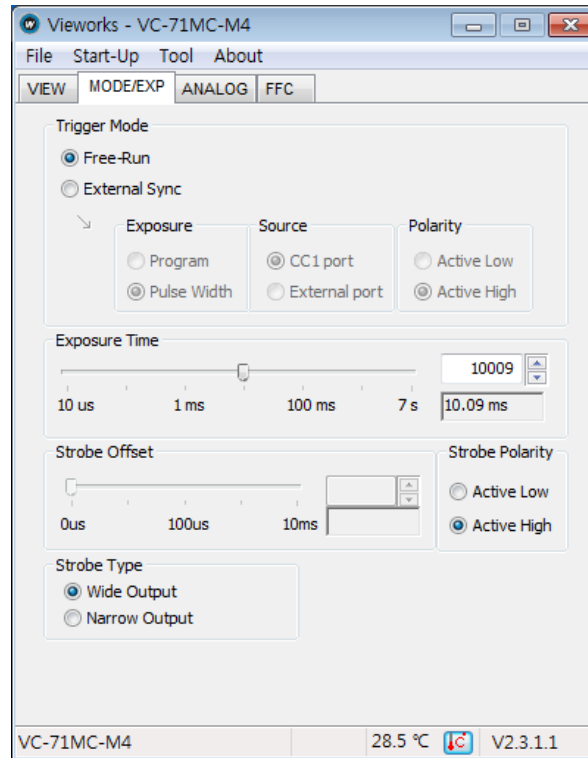 Vieworks - VC-71MC-M4
File Start-Up Tool About
VIEW MODE/EXP ANALOG FFC
Trigger Mode
Free-Run
External Sync
Exposure Source Polarity
Program CC1 port Active Low
Pulse Width External port Active High
Exposure Time
10009
10 us 1 ms 100 ms 7 s 10.09 ms
Strobe Offset Strobe Polarity
Active Low
0us 100us 10ms Active High
Strobe Type
Wide Output
Narrow Output
VC-71MC-M4 28.5 ℃ V2.3.1.1